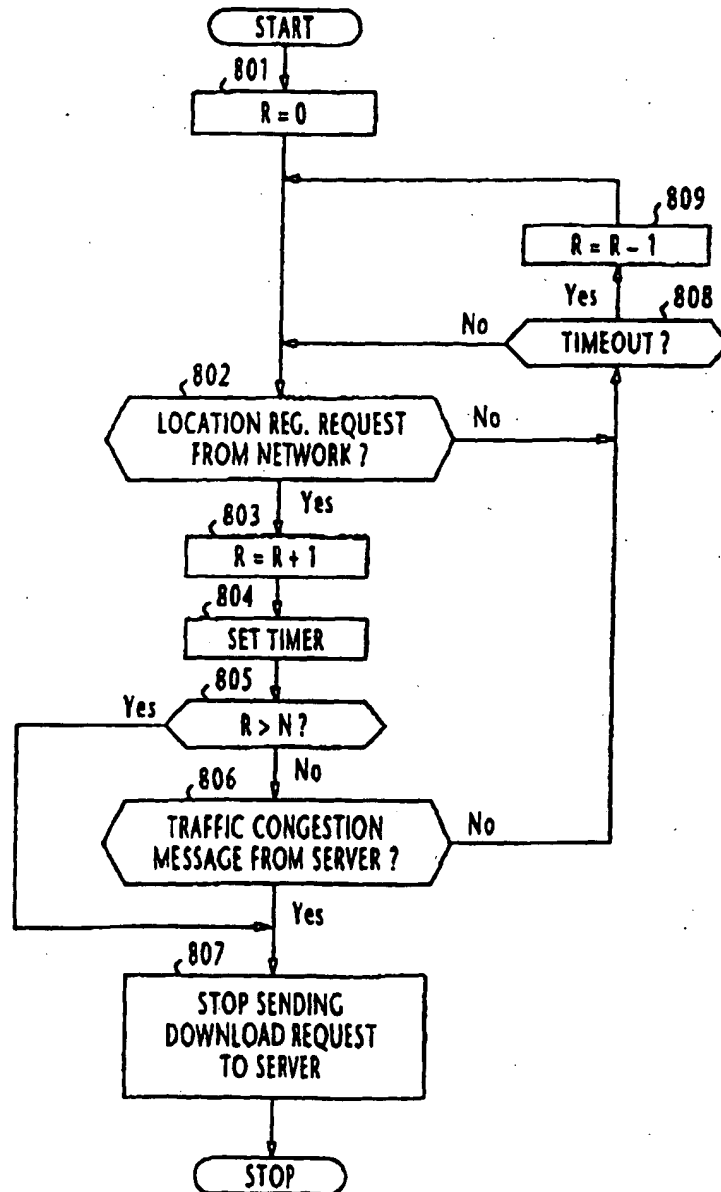 START
801
R = 0
809
R = R - 1
Yes
808
No
TIMEOUT ?
802
LOCATION REG. REQUEST
FROM NETWORK ?
No
Yes
803
R = R + 1
804
SET TIMER
805
Yes
R > N ?
No
806
TRAFFIC CONGESTION
MESSAGE FROM SERVER ?
No
Yes
807
STOP SENDING
DOWNLOAD REQUEST
TO SERVER
STOP